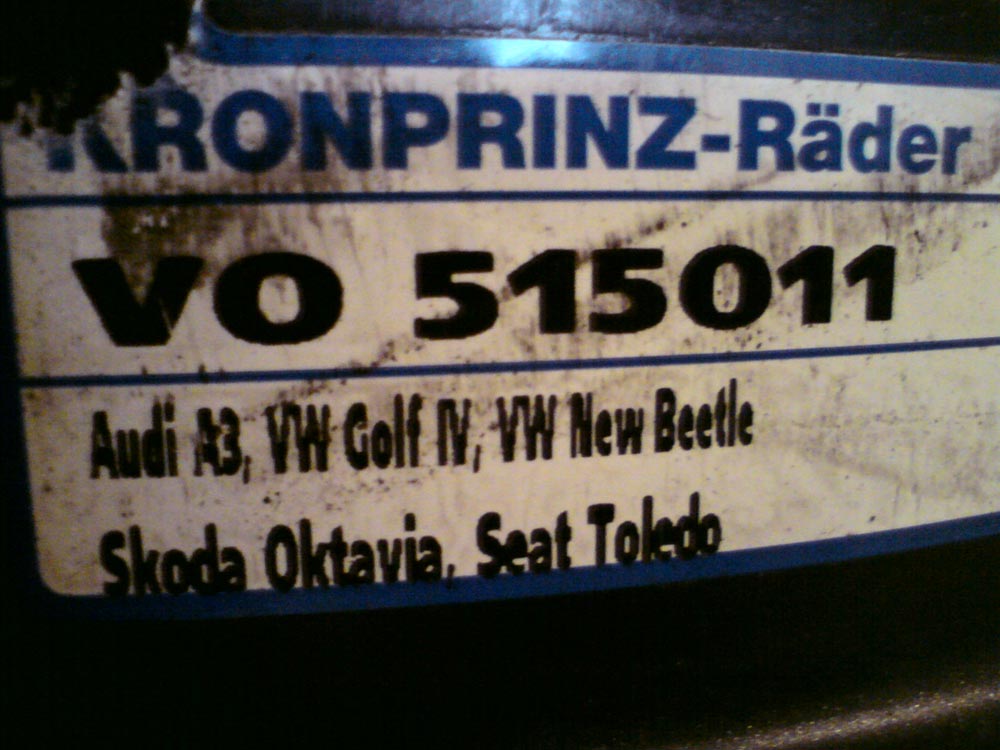 KRONPRINZ-Räder
VO 515011
Audi A3, VW Golf IV, VW New Beetle
Skoda Oktavia, Seat Toledo